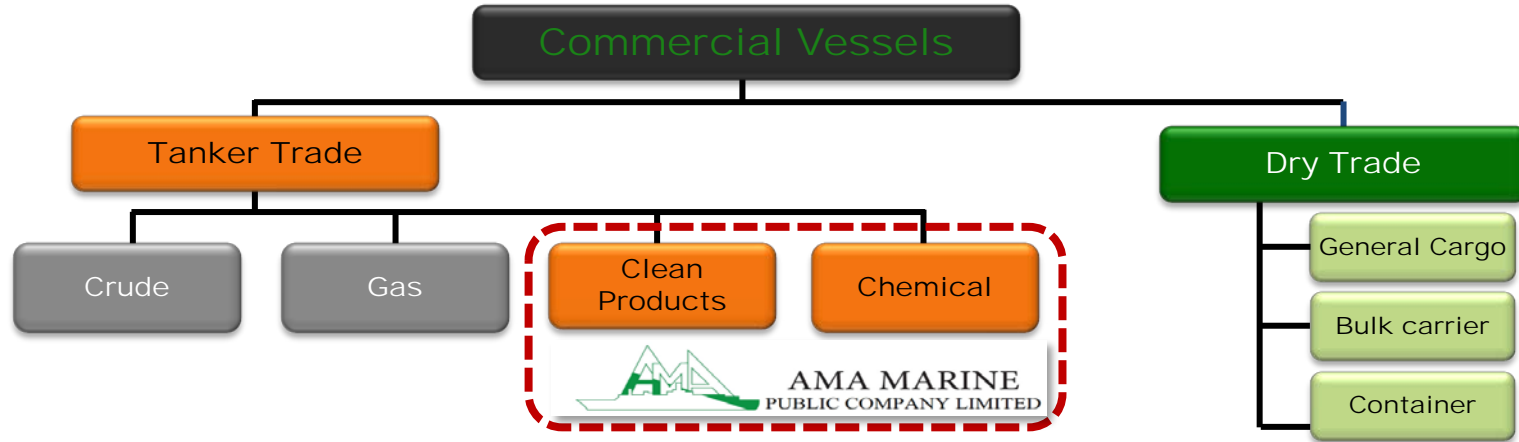 Commercial Vessels
Tanker Trade
Dry Trade
Crude
Gas
Clean
Products
Chemical
General Cargo
Bulk carrier
Container
AMA
AMA MARINE
PUBLIC COMPANY LIMITED